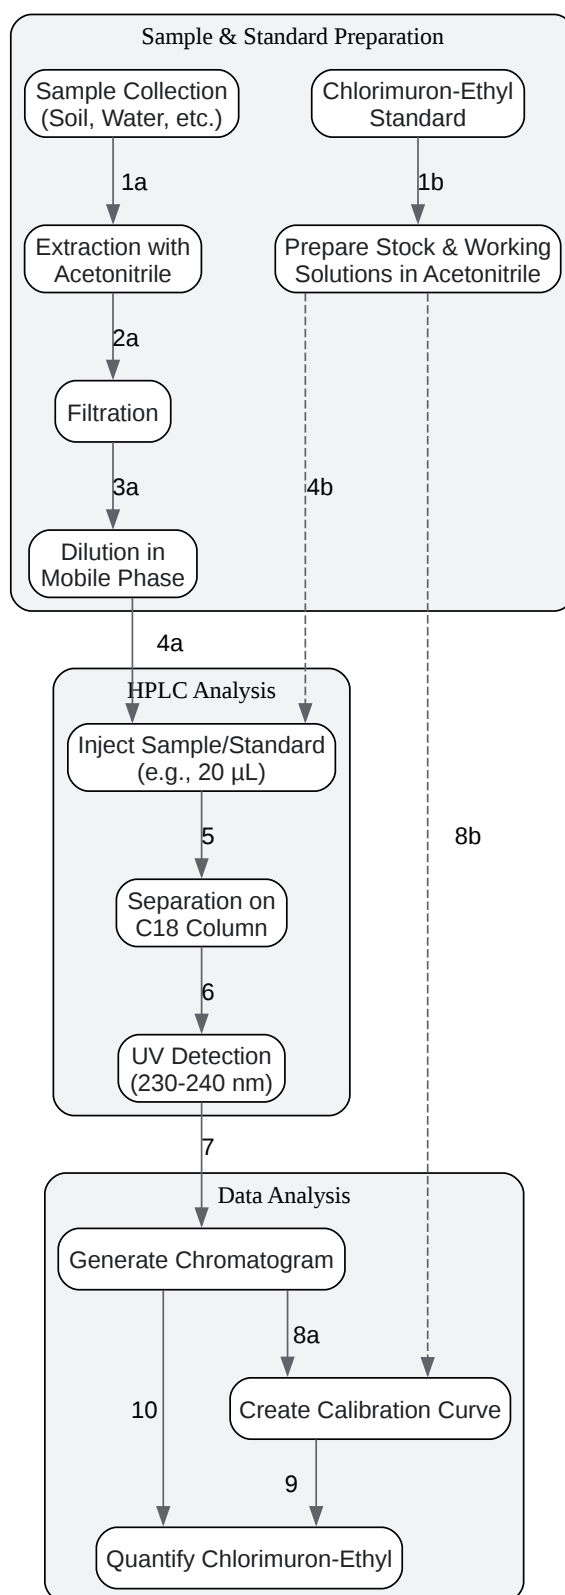 Sample & Standard Preparation
Sample Collection
(Soil, Water, etc.)
Chlorimuron-Ethyl
Standard
1a
1b
Extraction with
Acetonitrile
Prepare Stock & Working
Solutions in Acetonitrile
2a
Filtration
3a
4b
Dilution in
Mobile Phase
4a
HPLC Analysis
Inject Sample/Standard
(e.g., 20 µL)
5
8b
Separation on
C18 Column
6
UV Detection
(230-240 nm)
7
Data Analysis
Generate Chromatogram
8a
10
Create Calibration Curve
9
Quantify Chlorimuron-Ethyl